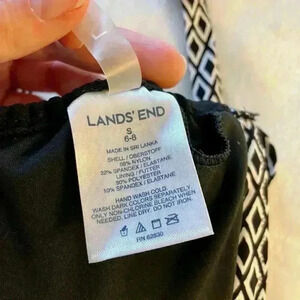 LANDS' END
S
6-8
MADE IN SRI LANKA
SHELL / OBERSTOFF
68% NYLON
32% SPANDEX / ELASTANE
LINING / FUTTER
90% POLYESTER
10% SPANDEX / ELASTANE
HAND WASH COLD.
WASH DARK COLORS SEPARATELY.
ONLY NON-CHLORINE BLEACH WHEN
NEEDED. LINE DRY. DO NOT IRON.
RN 62830